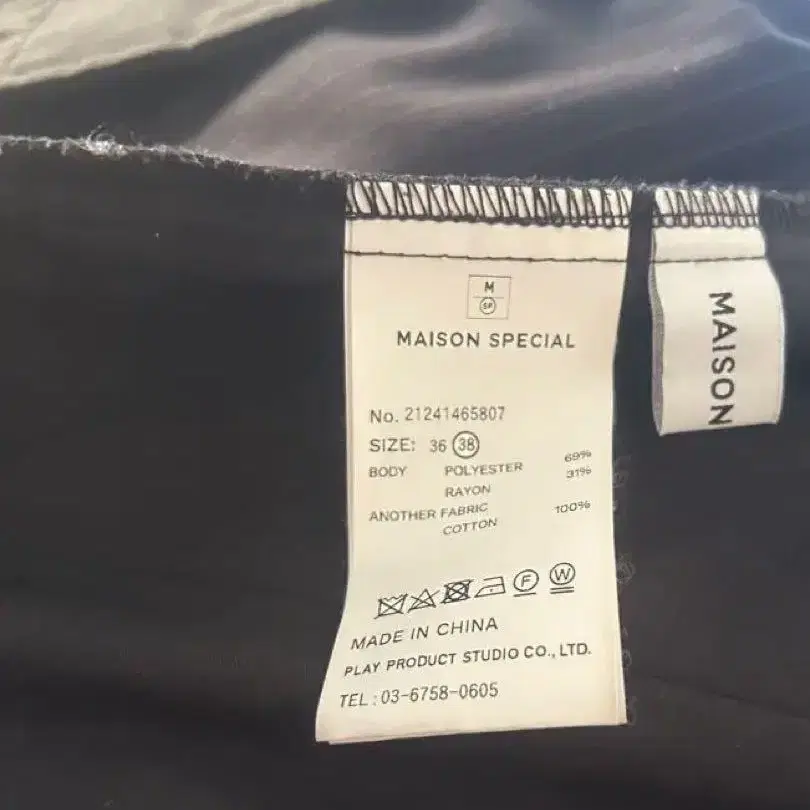 M
SP
MAISON SPECIAL
No. 21241465807
SIZE: 36 38
BODY POLYESTER 69%
RAYON 31%
ANOTHER FABRIC
COTTON 100%
F W
MADE IN CHINA
PLAY PRODUCT STUDIO CO., LTD.
TEL : 03-6758-0605
MAISON